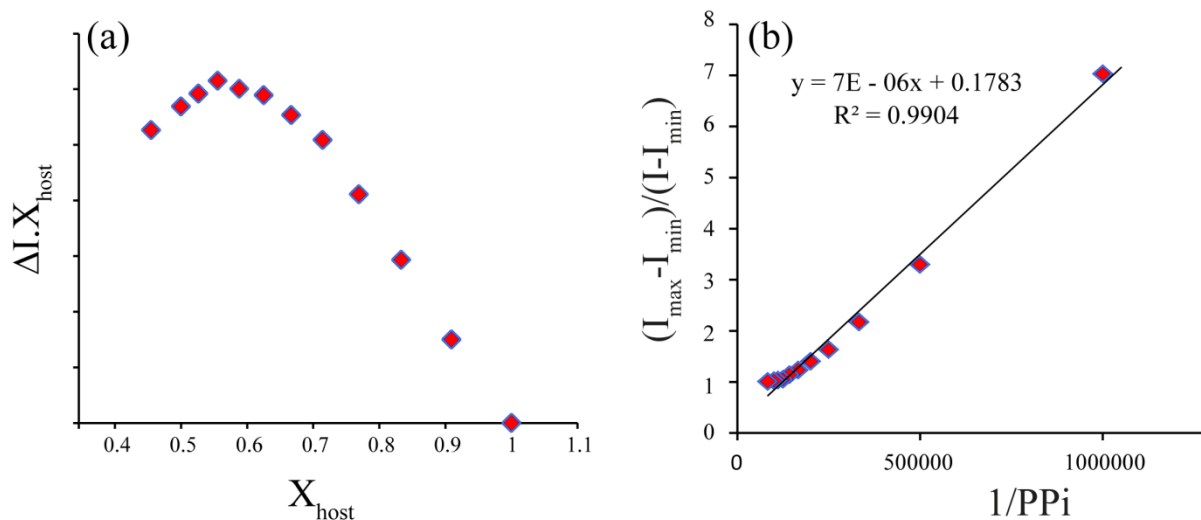 (a)
ΔI.X_host
0.4 0.5 0.6 0.7 0.8 0.9 1 1.1
X_host
(b)
y = 7E - 06x + 0.1783
R² = 0.9904
(I_max-I_min)/(I-I_min)
8
7
6
5
4
3
2
1
0
0 500000 1000000
1/PPi